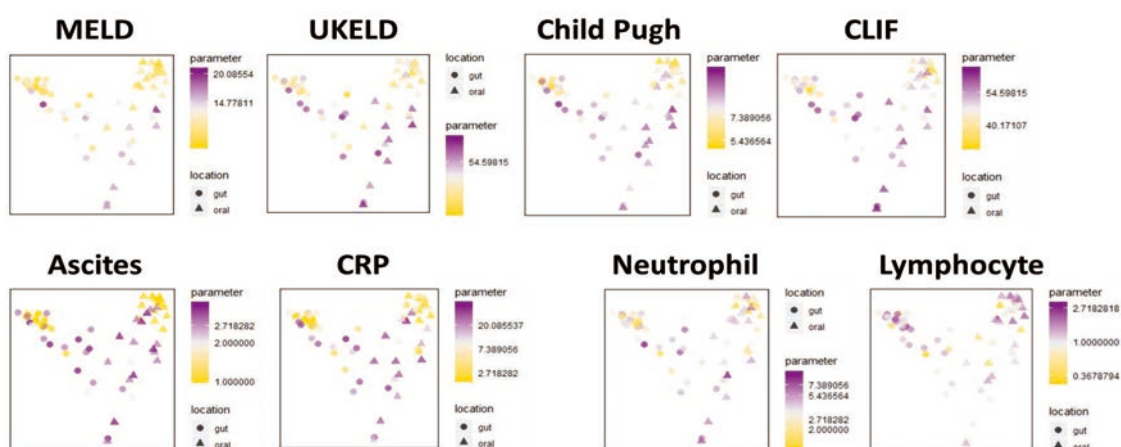 MELD
parameter
20.08554
14.77811
location
gut
oral
UKELD
location
gut
oral
parameter
54.59815
Child Pugh
parameter
7.389056
5.436564
location
gut
oral
CLIF
parameter
54.59815
40.17107
location
gut
oral
Ascites
parameter
2.718282
2.000000
1.000000
location
gut
oral
CRP
parameter
20.085537
7.389056
2.718282
location
gut
oral
Neutrophil
location
gut
oral
parameter
7.389056
5.436564
2.718282
2.000000
Lymphocyte
parameter
2.7182818
1.0000000
0.3678794
location
gut
oral